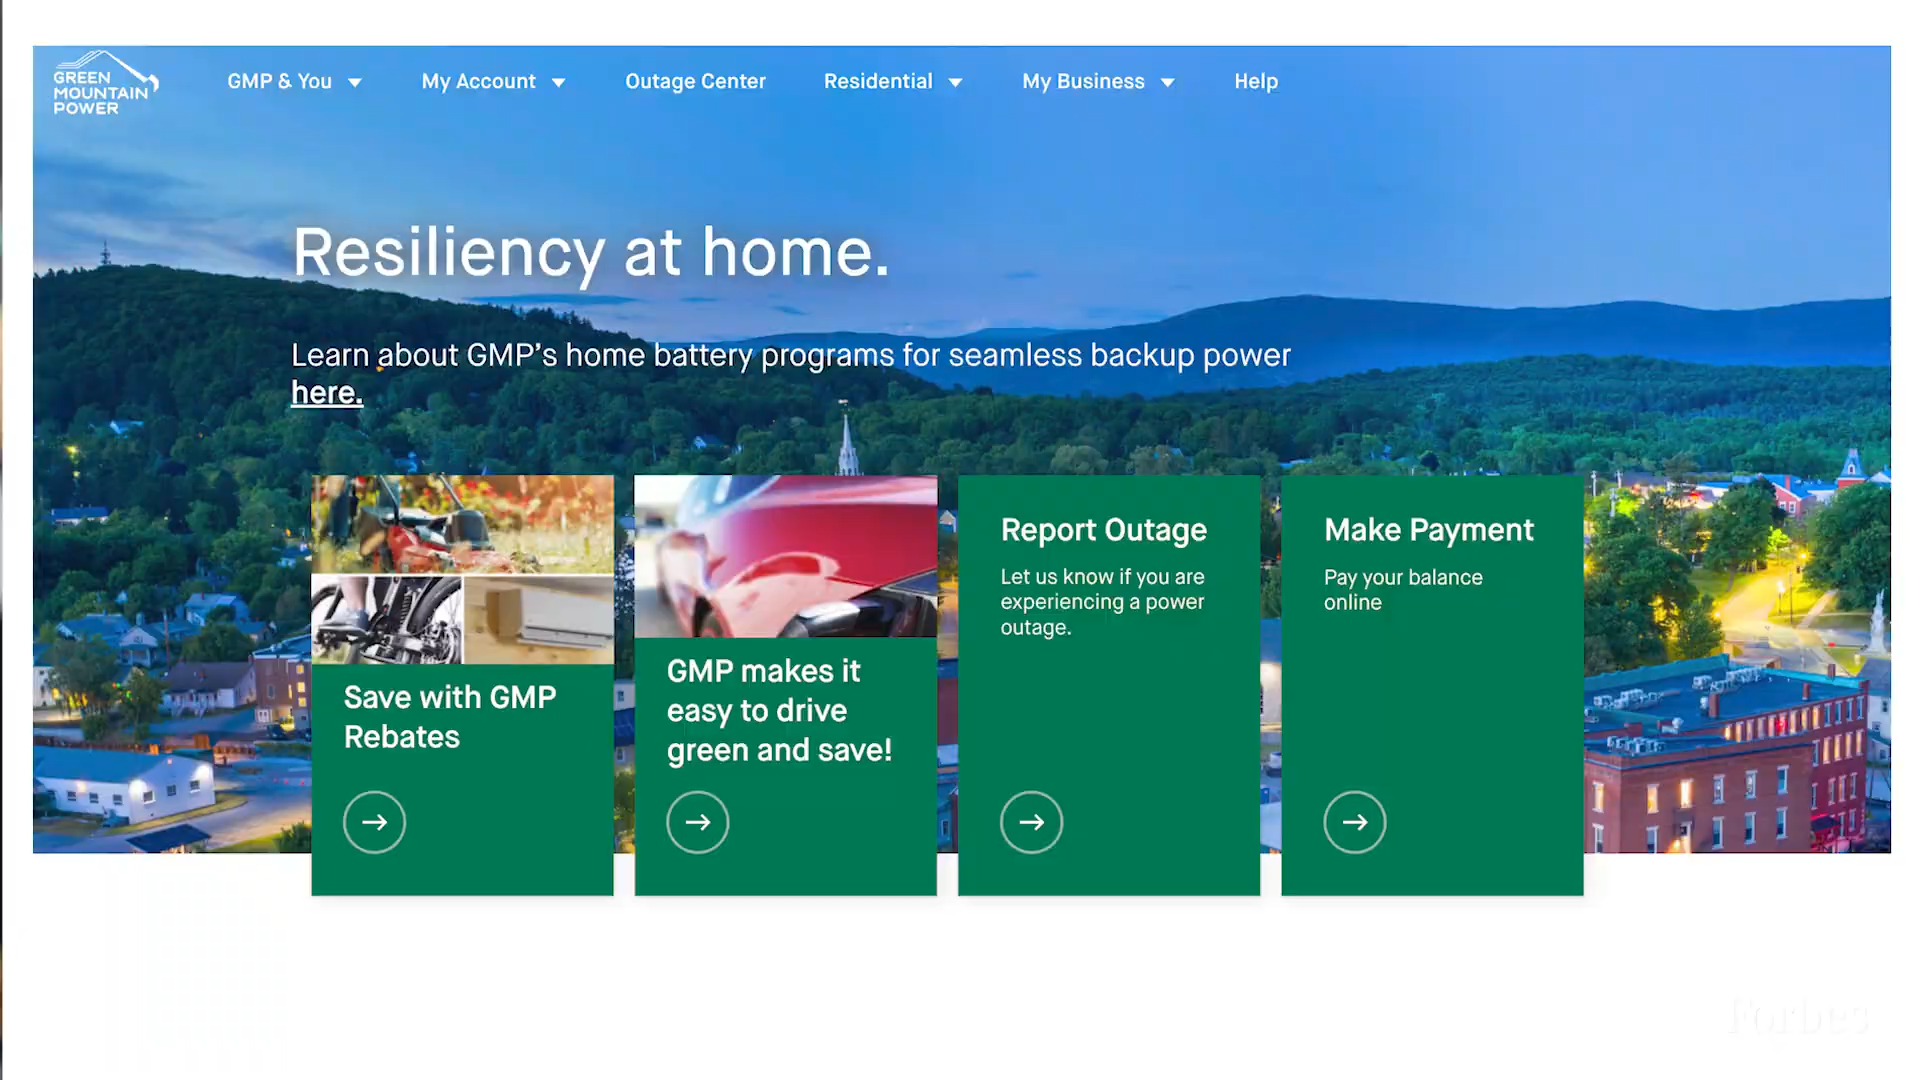 GREEN
MOUNTAIN
POWER
GMP & You
My Account
Outage Center
Residential
My Business
Help
Resiliency at home.
Learn about GMP's home battery programs for seamless backup power
here.
Save with GMP
Rebates
GMP makes it
easy to drive
green and save!
Report Outage
Let us know if you are
experiencing a power
outage.
Make Payment
Pay your balance
online
Forbes